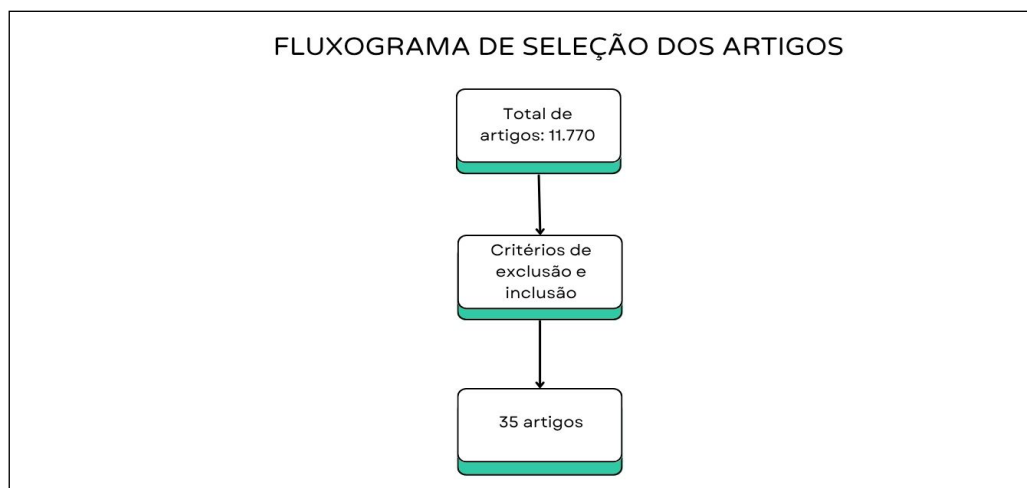 FLUXOGRAMA DE SELEÇÃO DOS ARTIGOS
Total de
artigos: 11.770
Critérios de
exclusão e
inclusão
35 artigos